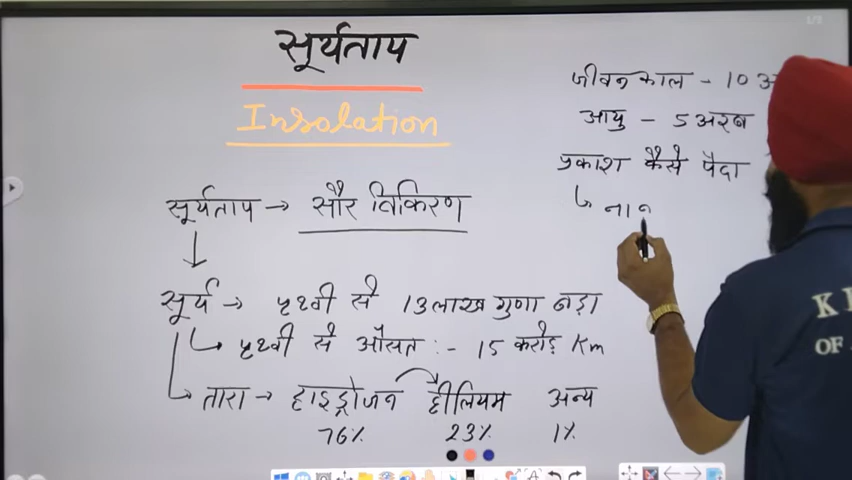 सूर्यताप
Insolation
सूर्यताप → सौर विकिरण
सूर्य → पृथ्वी से 13 लाख गुणा बड़ा
पृथ्वी से औसत :- 15 करोड़ Km
तारा → हाइड्रोजन हीलियम अन्य
76% 23% 1%
जीवन काल - 10
आयु - 5 अरब
प्रकाश कैसे पैदा
OF